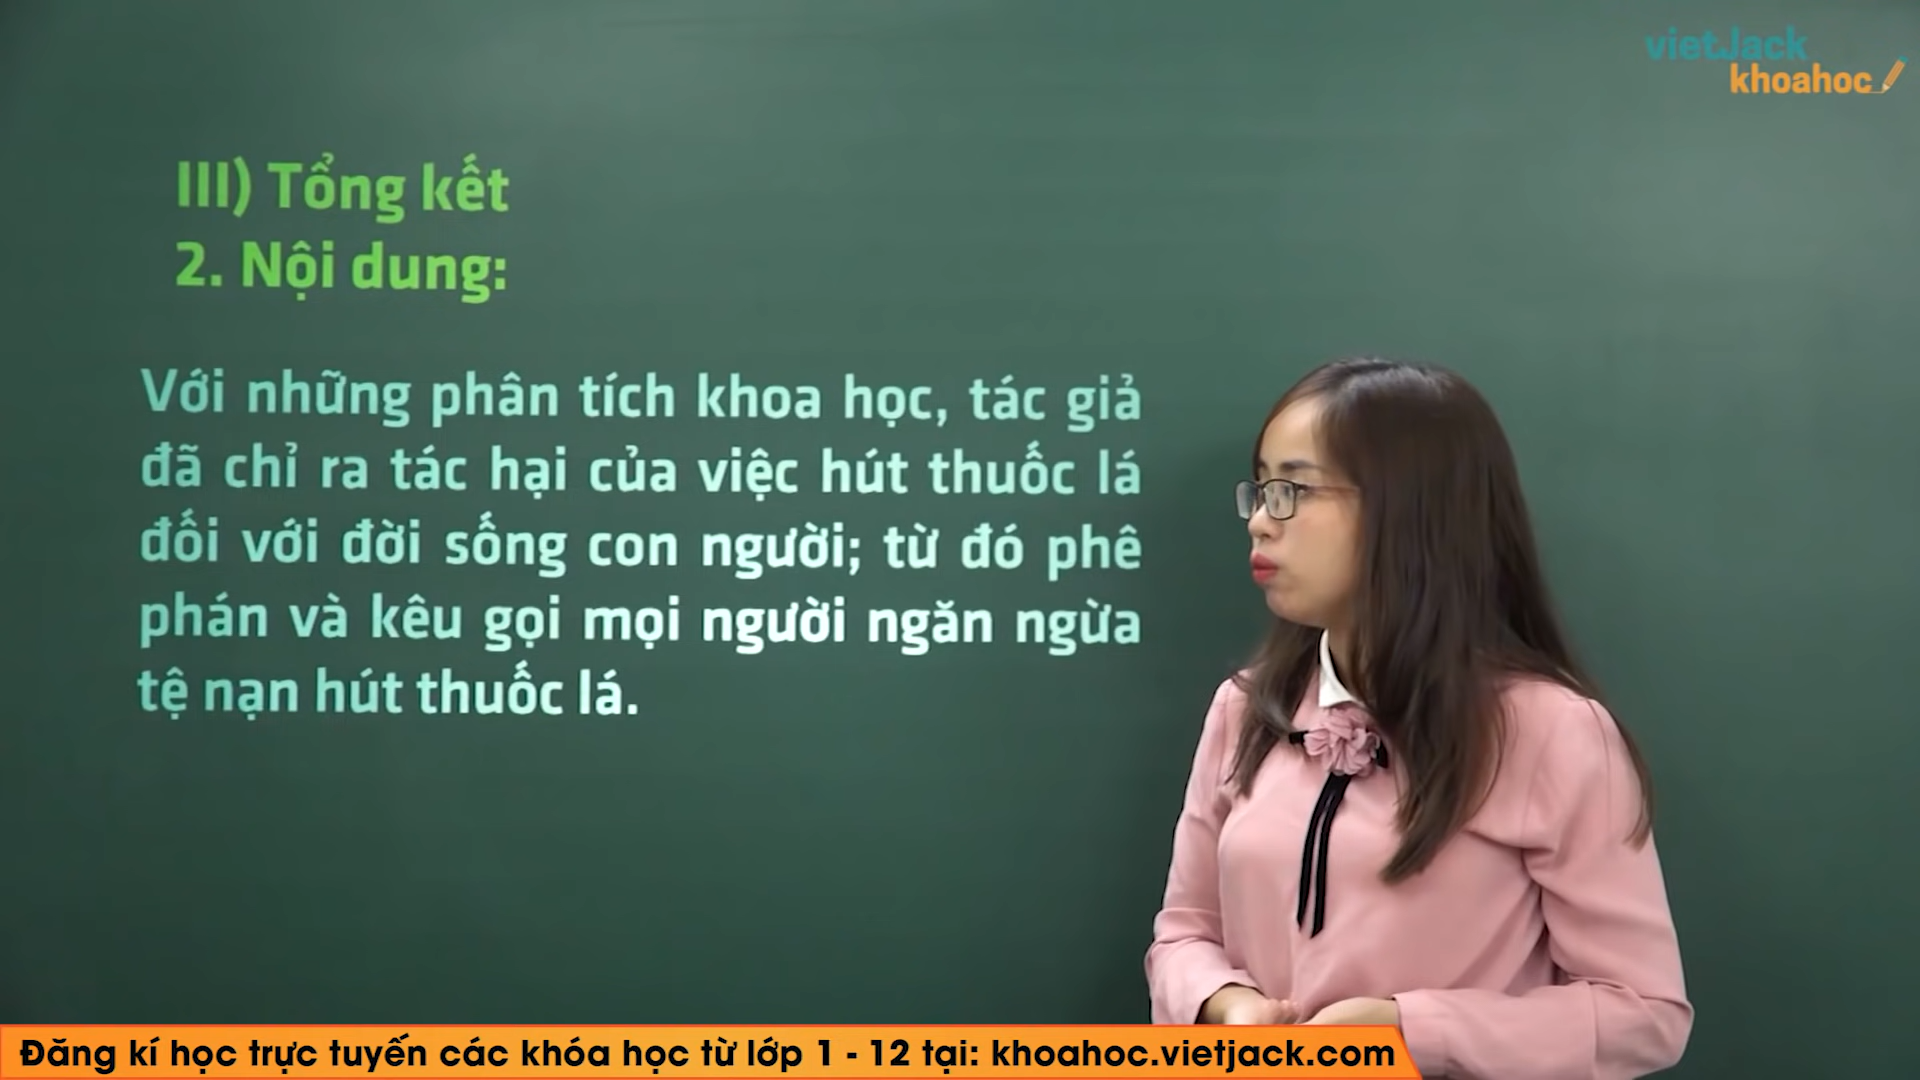 vietJack
khoahoc
III) Tổng kết
2. Nội dung:
Với những phân tích khoa học, tác giả
đã chỉ ra tác hại của việc hút thuốc lá
đối với đời sống con người; từ đó phê
phán và kêu gọi mọi người ngăn ngừa
tệ nạn hút thuốc lá.
Đăng kí học trực tuyến các khóa học từ lớp 1 - 12 tại: khoahoc.vietjack.com